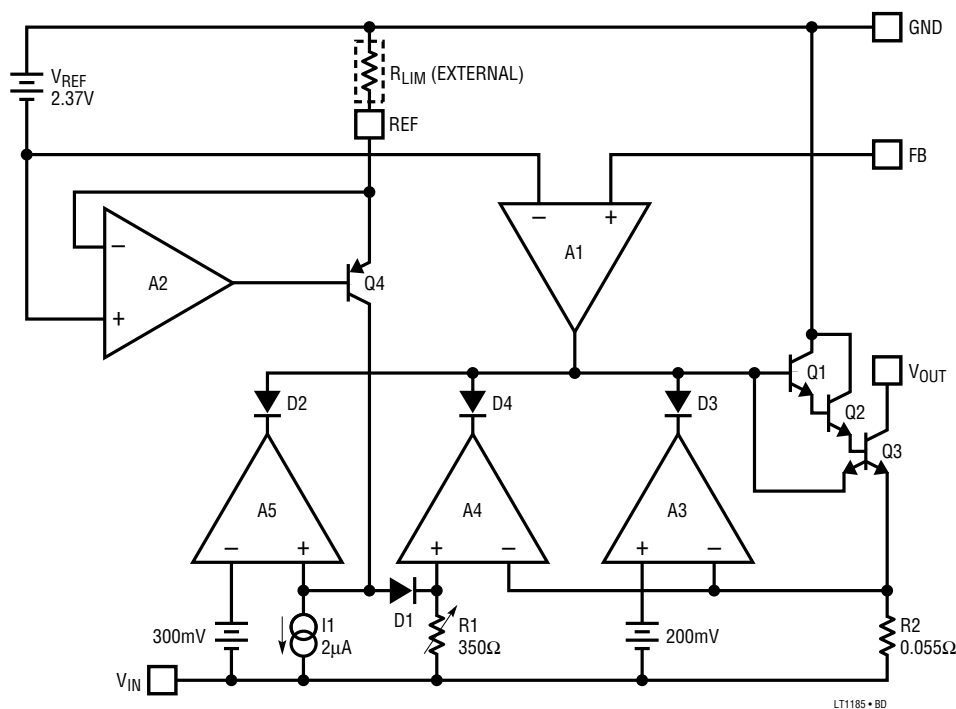 GND
V_REF
2.37V
R_LIM (EXTERNAL)
REF
FB
− +
A1
−
A2
+
Q4
Q1
V_OUT
D2
D4
D3
Q2
Q3
A5
A4
A3
− +
+ −
+ −
300mV
I1
2µA
D1
R1
350Ω
200mV
R2
0.055Ω
V_IN
LT1185 • BD